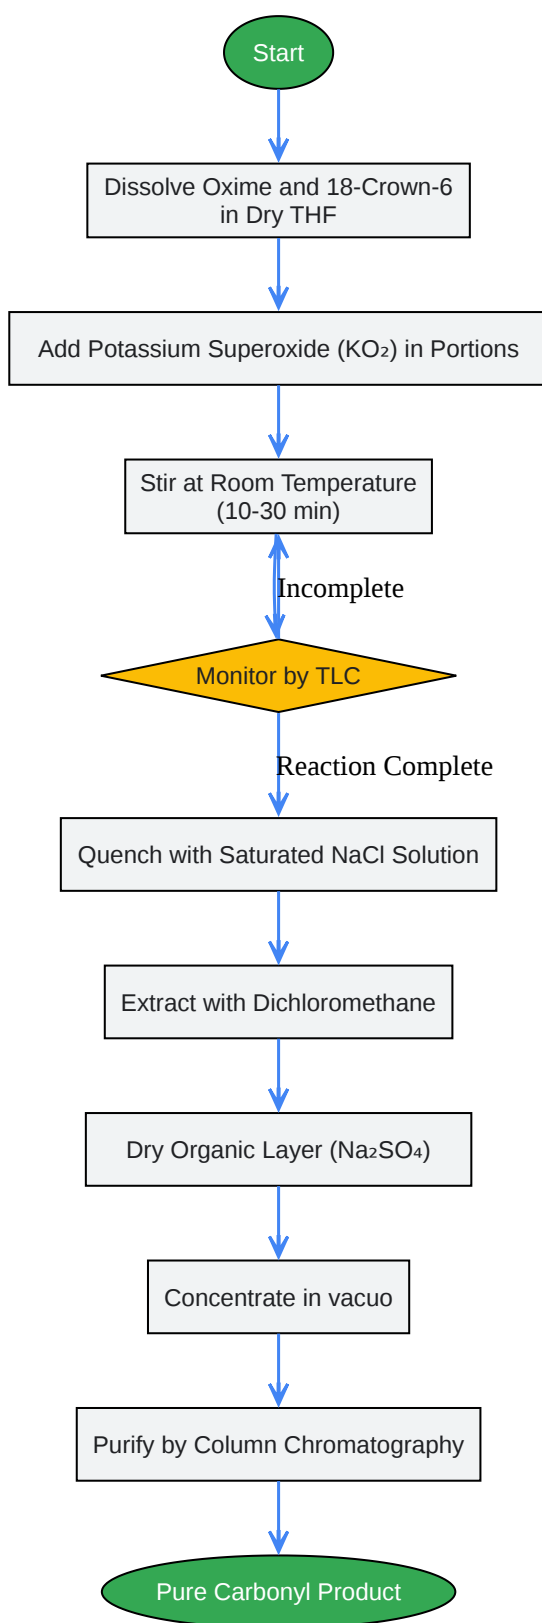 Start
Dissolve Oxime and 18-Crown-6
in Dry THF
Add Potassium Superoxide (KO₂) in Portions
Stir at Room Temperature
(10-30 min)
Incomplete
Monitor by TLC
Reaction Complete
Quench with Saturated NaCl Solution
Extract with Dichloromethane
Dry Organic Layer (Na₂SO₄)
Concentrate in vacuo
Purify by Column Chromatography
Pure Carbonyl Product